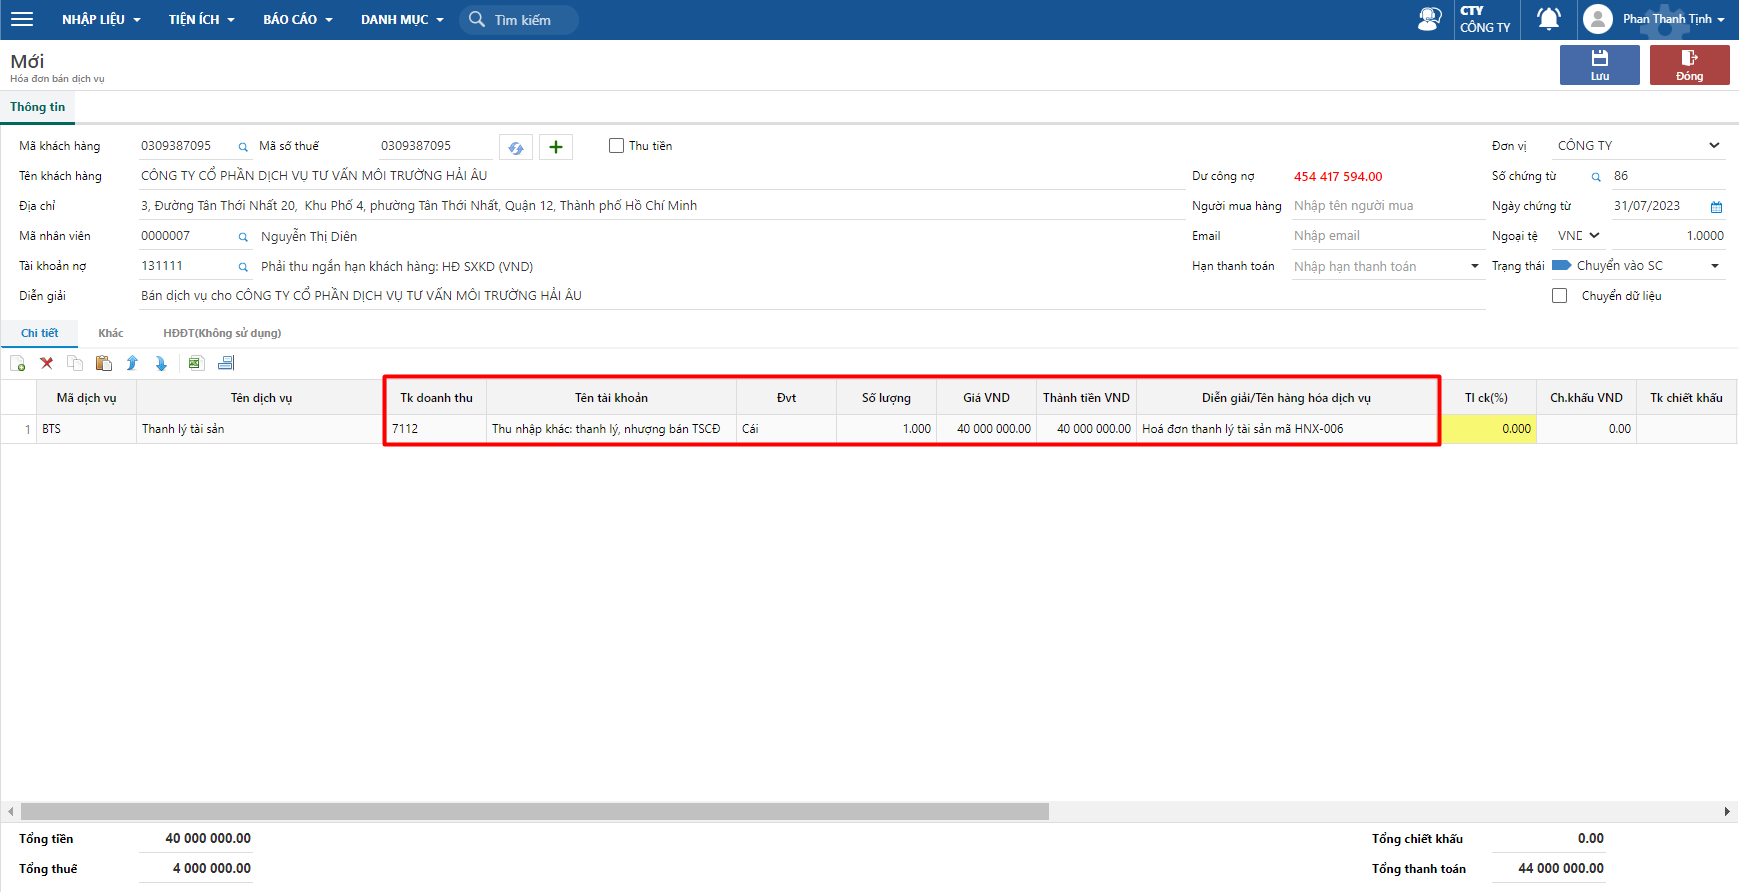 NHẬP LIỆU TIỆN ÍCH BÁO CÁO DANH MỤC Tìm kiếm CTY CÔNG TY Phan Thanh Tịnh
Mới
Hóa đơn bán dịch vụ
Lưu
Đóng
Thông tin
Mã khách hàng 0309387095 Mã số thuế 0309387095 Thu tiền Đơn vị CÔNG TY
Tên khách hàng CÔNG TY CỔ PHẦN DỊCH VỤ TƯ VẤN MÔI TRƯỜNG HẢI ÂU Dư công nợ 454 417 594.00 Số chứng từ 86
Địa chỉ 3, Đường Tân Thới Nhất 20, Khu Phố 4, phường Tân Thới Nhất, Quận 12, Thành phố Hồ Chí Minh Người mua hàng Nhập tên người mua Ngày chứng từ 31/07/2023
Mã nhân viên 0000007 Nguyễn Thị Diên Email Nhập email Ngoại tệ VND 1.0000
Tài khoản nợ 131111 Phải thu ngắn hạn khách hàng: HĐ SXKD (VND) Hạn thanh toán Nhập hạn thanh toán Trạng thái Chuyển vào SC
Diễn giải Bán dịch vụ cho CÔNG TY CỔ PHẦN DỊCH VỤ TƯ VẤN MÔI TRƯỜNG HẢI ÂU Chuyển dữ liệu
Chi tiết Khác HĐĐT(Không sử dụng)
Mã dịch vụ Tên dịch vụ Tk doanh thu Tên tài khoản Đvt Số lượng Giá VND Thành tiền VND Diễn giải/Tên hàng hóa dịch vụ Tl ck(%) Ch.khấu VND Tk chiết khấu
1 BTS Thanh lý tài sản 7112 Thu nhập khác: thanh lý, nhượng bán TSCĐ Cái 1.000 40 000 000.00 40 000 000.00 Hoá đơn thanh lý tài sản mã HNX-006 0.000 0.00
Tổng tiền 40 000 000.00 Tổng chiết khấu 0.00
Tổng thuế 4 000 000.00 Tổng thanh toán 44 000 000.00